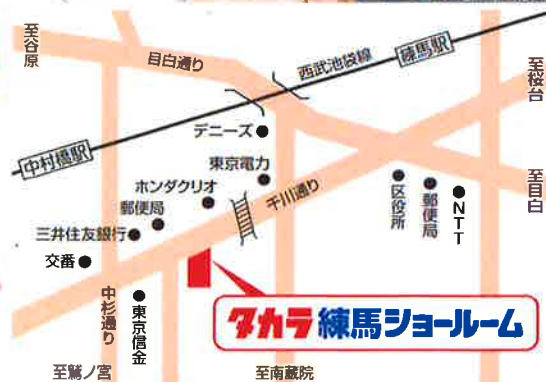 至谷原
目白通り
西武池袋線
練馬駅
至桜台
デニーズ
中村橋駅
東京電力
ホンダクリオ
千川通り
至目白
区役所
郵便局
NTT
郵便局
三井住友銀行
交番
中杉通り
東京信金
タカラ練馬ショールーム
至鷺ノ宮
至南蔵院